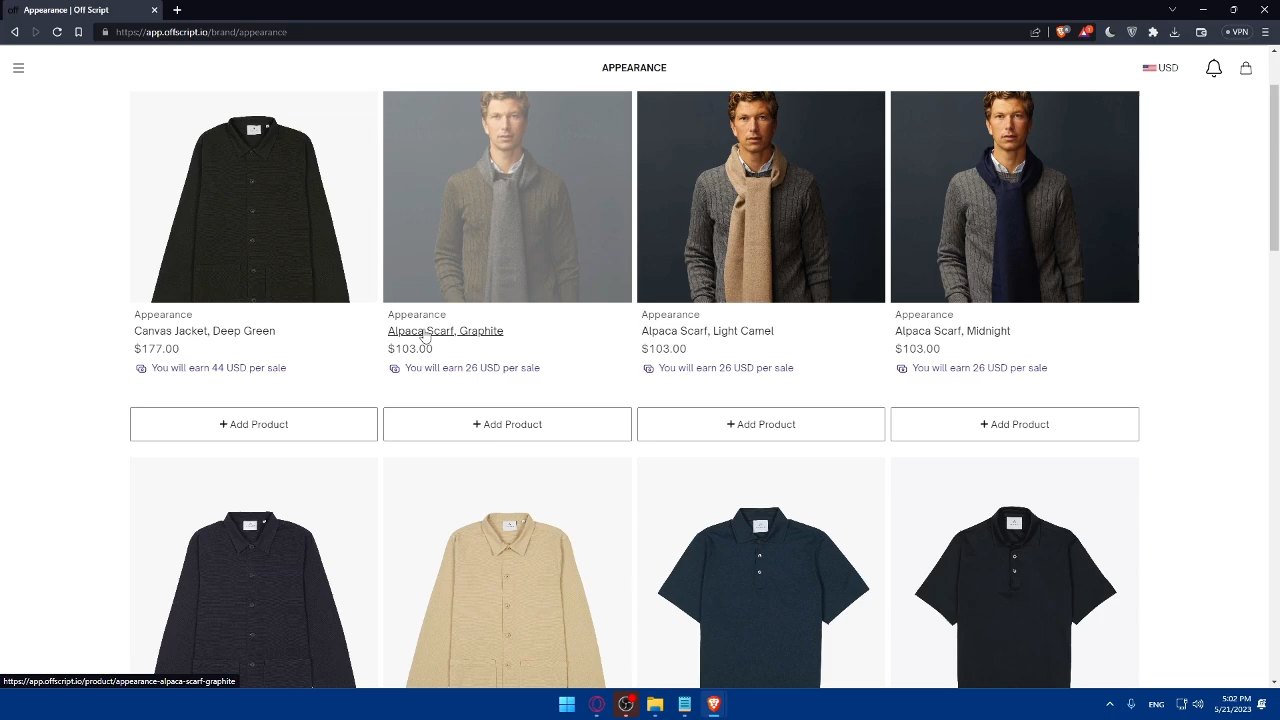 off
Appearance | Off Script
https://app.offscript.io/brand/appearance
VPN
APPEARANCE
USD
Appearance
Canvas Jacket, Deep Green
$177.00
You will earn 44 USD per sale
+ Add Product
Appearance
Alpaca Scarf, Graphite
$103.00
You will earn 26 USD per sale
+ Add Product
Appearance
Alpaca Scarf, Light Camel
$103.00
You will earn 26 USD per sale
+ Add Product
Appearance
Alpaca Scarf, Midnight
$103.00
You will earn 26 USD per sale
+ Add Product
https://app.offscript.io/product/appearance-alpaca-scarf-graphite
ENG
5:02 PM
5/21/2023